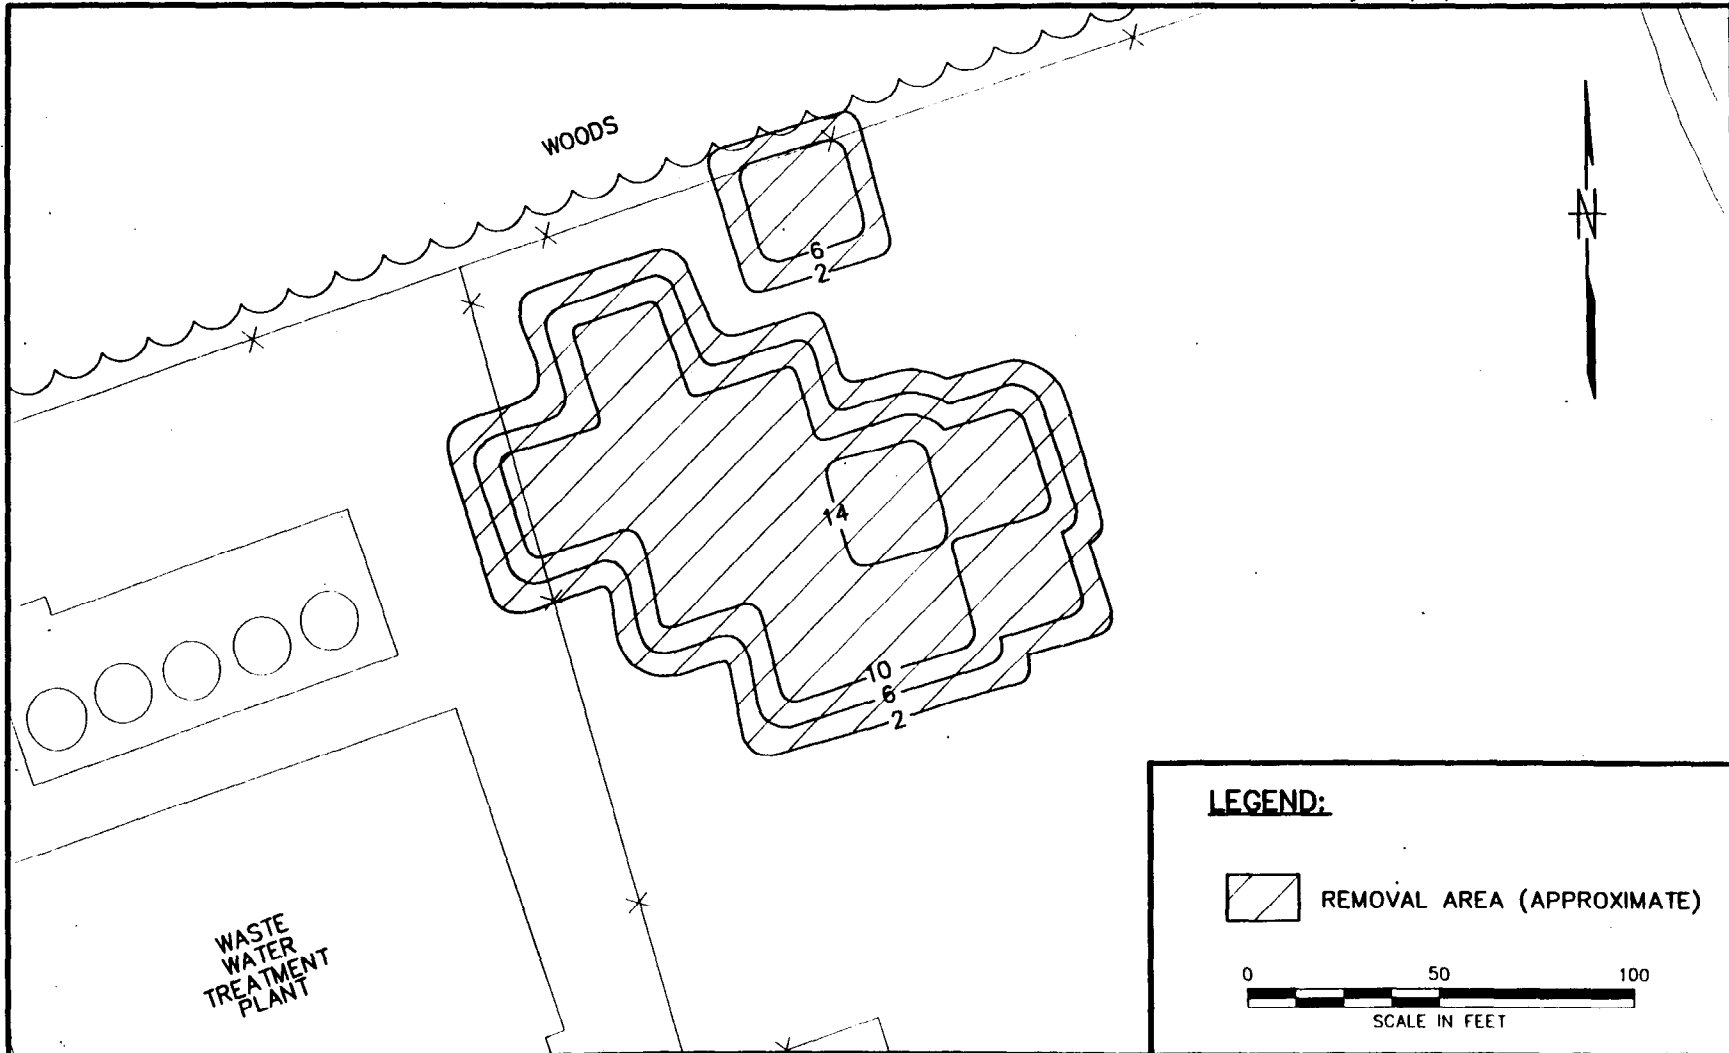 WOODS
N
6
2
14
10
6
2
WASTE
WATER
TREATMENT
PLANT
LEGEND:
REMOVAL AREA (APPROXIMATE)
0 50 100
SCALE IN FEET